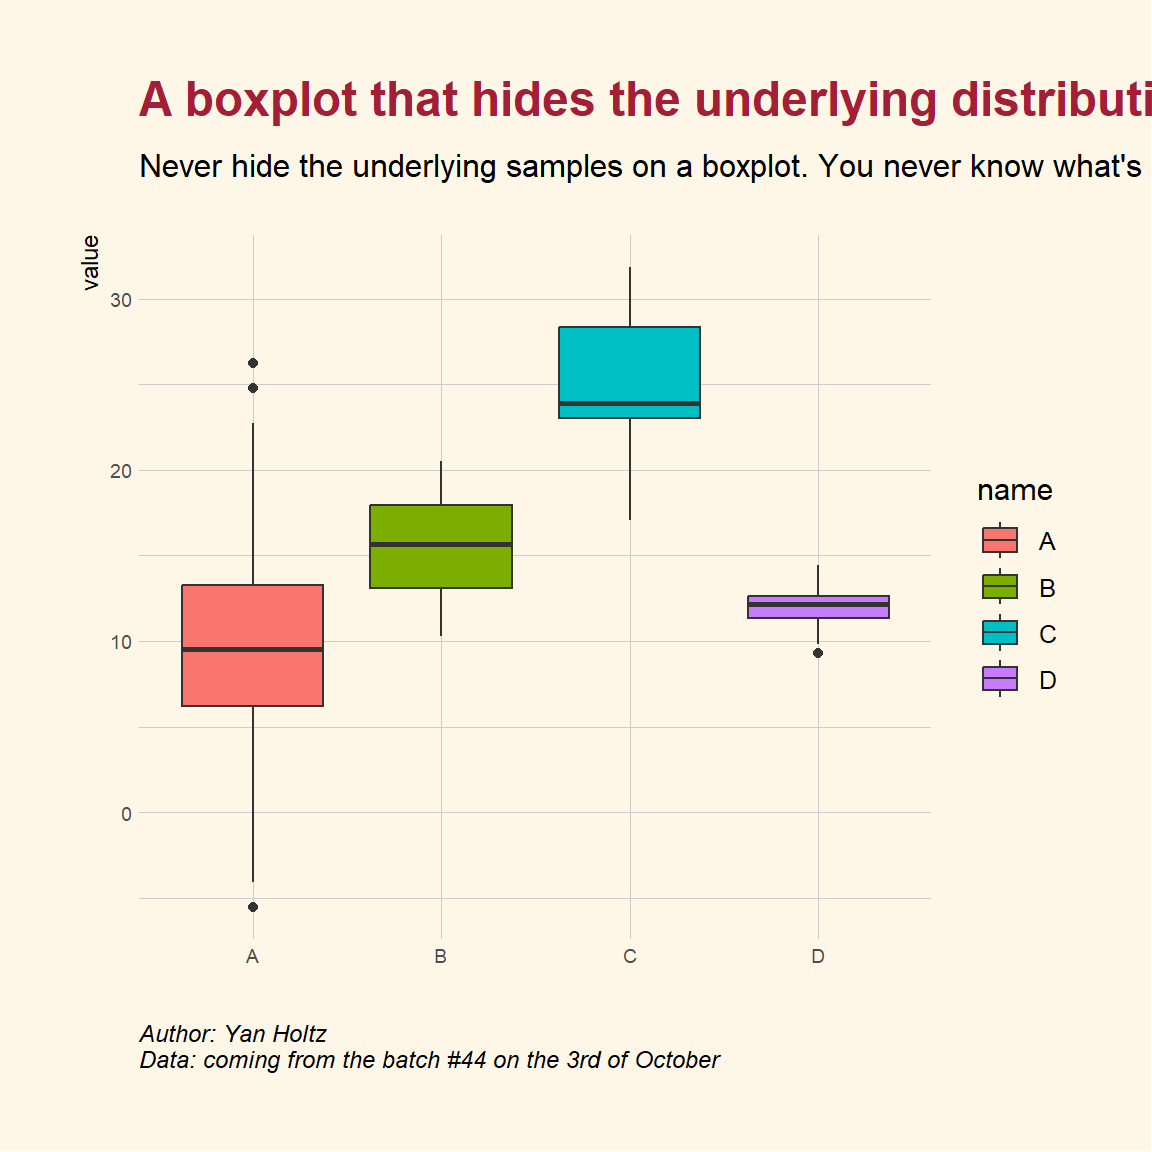 A boxplot that hides the underlying distributi
Never hide the underlying samples on a boxplot. You never know what's
value
30
20
10
0
A
B
C
D
name
A
B
C
D
Author: Yan Holtz
Data: coming from the batch #44 on the 3rd of October